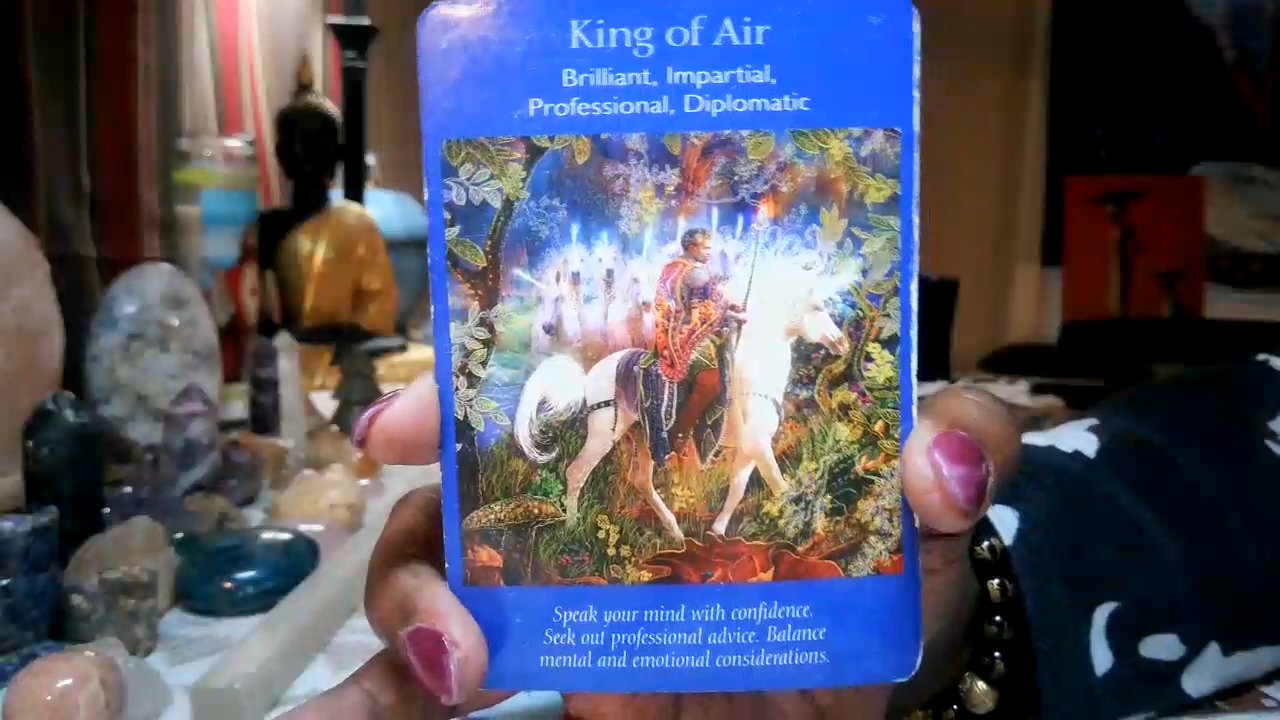 King of Air
Brilliant, Impartial,
Professional, Diplomatic
Speak your mind with confidence.
Seek out professional advice. Balance
mental and emotional considerations.